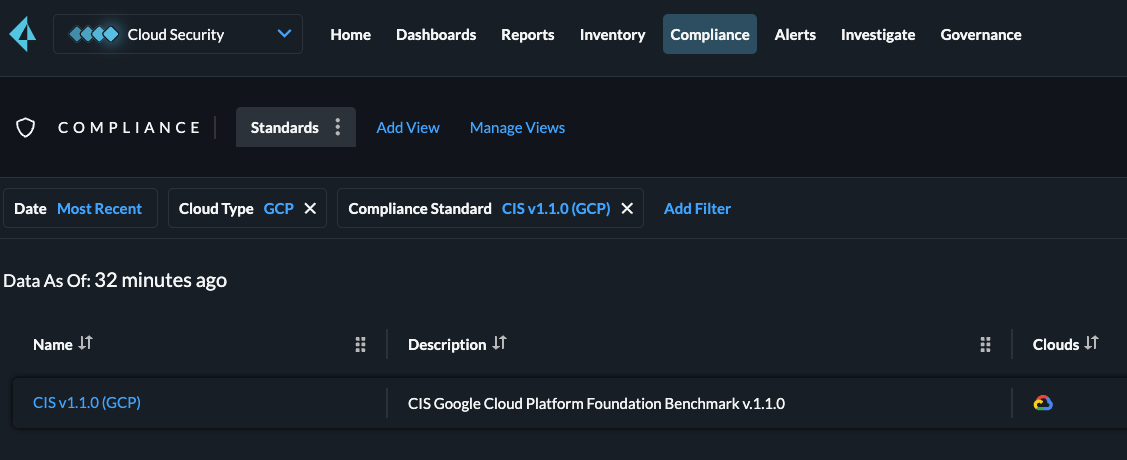 Cloud Security Home Dashboards Reports Inventory Compliance Alerts Investigate Governance
COMPLIANCE Standards Add View Manage Views
Date Most Recent Cloud Type GCP Compliance Standard CIS v1.1.0 (GCP) Add Filter
Data As Of: 32 minutes ago
Name Description Clouds
CIS v1.1.0 (GCP) CIS Google Cloud Platform Foundation Benchmark v.1.1.0